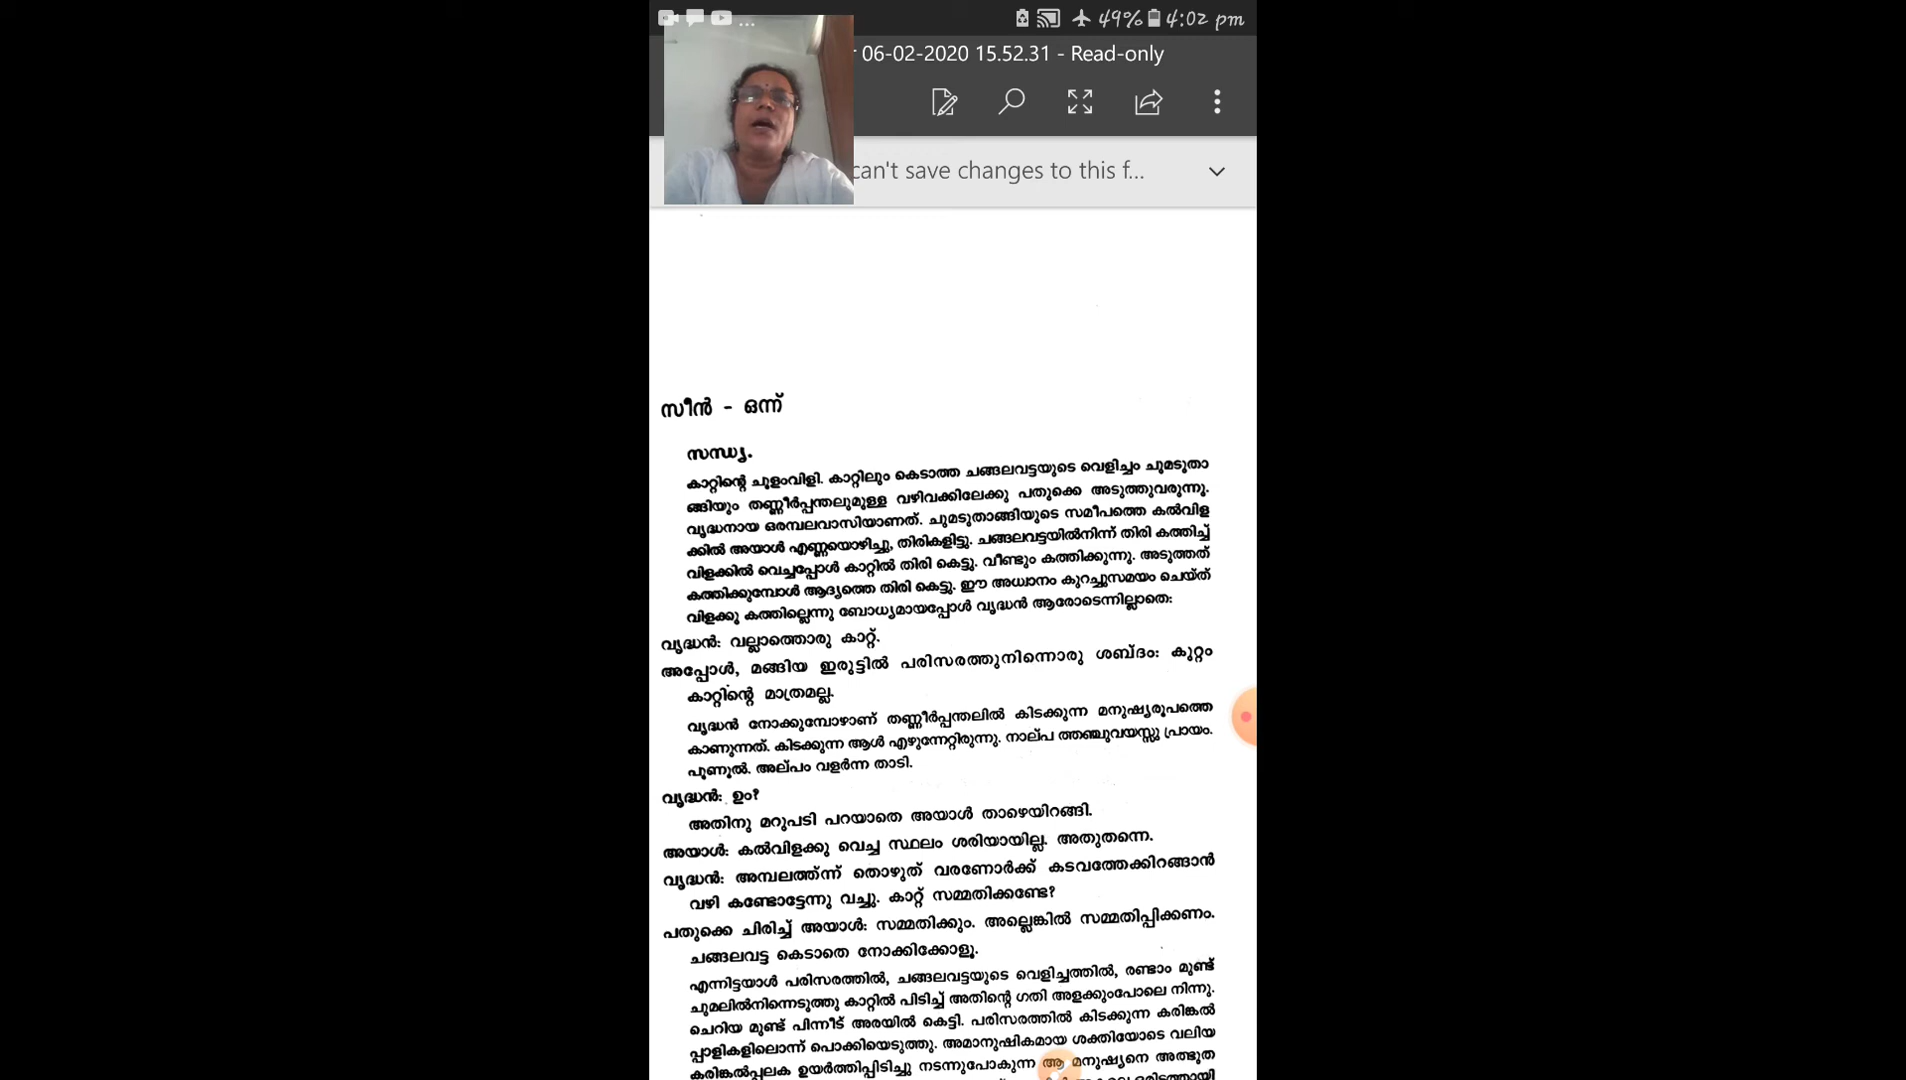 ... 49% 4:02 pm
06-02-2020 15.52.31 - Read-only
can't save changes to this f...
സീൻ - ഒന്ന്
സന്ധ്യ.
കാറ്റിന്റെ ചൂളംവിളി. കാറ്റിലും കെടാത്ത ചങ്ങലവട്ടയുടെ വെളിച്ചം ചുമടുതാ
ങ്ങിയും തണ്ണീർപ്പന്തലുമുള്ള വഴിവക്കിലേക്കു പതുക്കെ അടുത്തുവരുന്നു.
വൃദ്ധനായ ഒരമ്പലവാസിയാണത്. ചുമടുതാങ്ങിയുടെ സമീപത്തെ കൽവിള
ക്കിൽ അയാൾ എണ്ണയൊഴിച്ചു, തിരികളിട്ടു. ചങ്ങലവട്ടയിൽനിന്ന് തിരി കത്തിച്ച്
വിളക്കിൽ വെച്ചപ്പോൾ കാറ്റിൽ തിരി കെട്ടു. വീണ്ടും കത്തിക്കുന്നു. അടുത്തത്
കത്തിക്കുമ്പോൾ ആദ്യത്തെ തിരി കെട്ടു. ഈ അധ്വാനം കുറച്ചുസമയം ചെയ്ത്
വിളക്കു കത്തില്ലെന്നു ബോധ്യമായപ്പോൾ വൃദ്ധൻ ആരോടെന്നില്ലാതെ:
വൃദ്ധൻ: വല്ലാത്തൊരു കാറ്റ്.
അപ്പോൾ, മങ്ങിയ ഇരുട്ടിൽ പരിസരത്തുനിന്നൊരു ശബ്ദം: കുറ്റം
കാറ്റിന്റെ മാത്രമല്ല.
വൃദ്ധൻ നോക്കുമ്പോഴാണ് തണ്ണീർപ്പന്തലിൽ കിടക്കുന്ന മനുഷ്യരൂപത്തെ
കാണുന്നത്. കിടക്കുന്ന ആൾ എഴുന്നേറ്റിരുന്നു. നാല്പ ത്തഞ്ചുവയസ്സു പ്രായം.
പൂണൂൽ. അല്പം വളർന്ന താടി.
വൃദ്ധൻ: ഉം?
അതിനു മറുപടി പറയാതെ അയാൾ താഴെയിറങ്ങി.
അയാൾ: കൽവിളക്കു വെച്ച സ്ഥലം ശരിയായില്ല. അതുതന്നെ.
വൃദ്ധൻ: അമ്പലത്ത്ന്ന് തൊഴുത് വരണോർക്ക് കടവത്തേക്കിറങ്ങാൻ
വഴി കണ്ടോട്ടേന്നു വച്ചു. കാറ്റ് സമ്മതിക്കണ്ടേ?
പതുക്കെ ചിരിച്ച് അയാൾ: സമ്മതിക്കും. അല്ലെങ്കിൽ സമ്മതിപ്പിക്കണം.
ചങ്ങലവട്ട കെടാതെ നോക്കിക്കോളൂ.
എന്നിട്ടയാൾ പരിസരത്തിൽ, ചങ്ങലവട്ടയുടെ വെളിച്ചത്തിൽ, രണ്ടാം മുണ്ട്
ചുമലിൽനിന്നെടുത്തു കാറ്റിൽ പിടിച്ച് അതിന്റെ ഗതി അളക്കുംപോലെ നിന്നു.
ചെറിയ മുണ്ട് പിന്നീട് അരയിൽ കെട്ടി. പരിസരത്തിൽ കിടക്കുന്ന കരിങ്കൽ
പ്പാളികളിലൊന്ന് പൊക്കിയെടുത്തു. അമാനുഷികമായ ശക്തിയോടെ വലിയ
കരിങ്കൽപ്പലക ഉയർത്തിപ്പിടിച്ചു നടന്നുപോകുന്ന ആ മനുഷ്യനെ അത്ഭുത